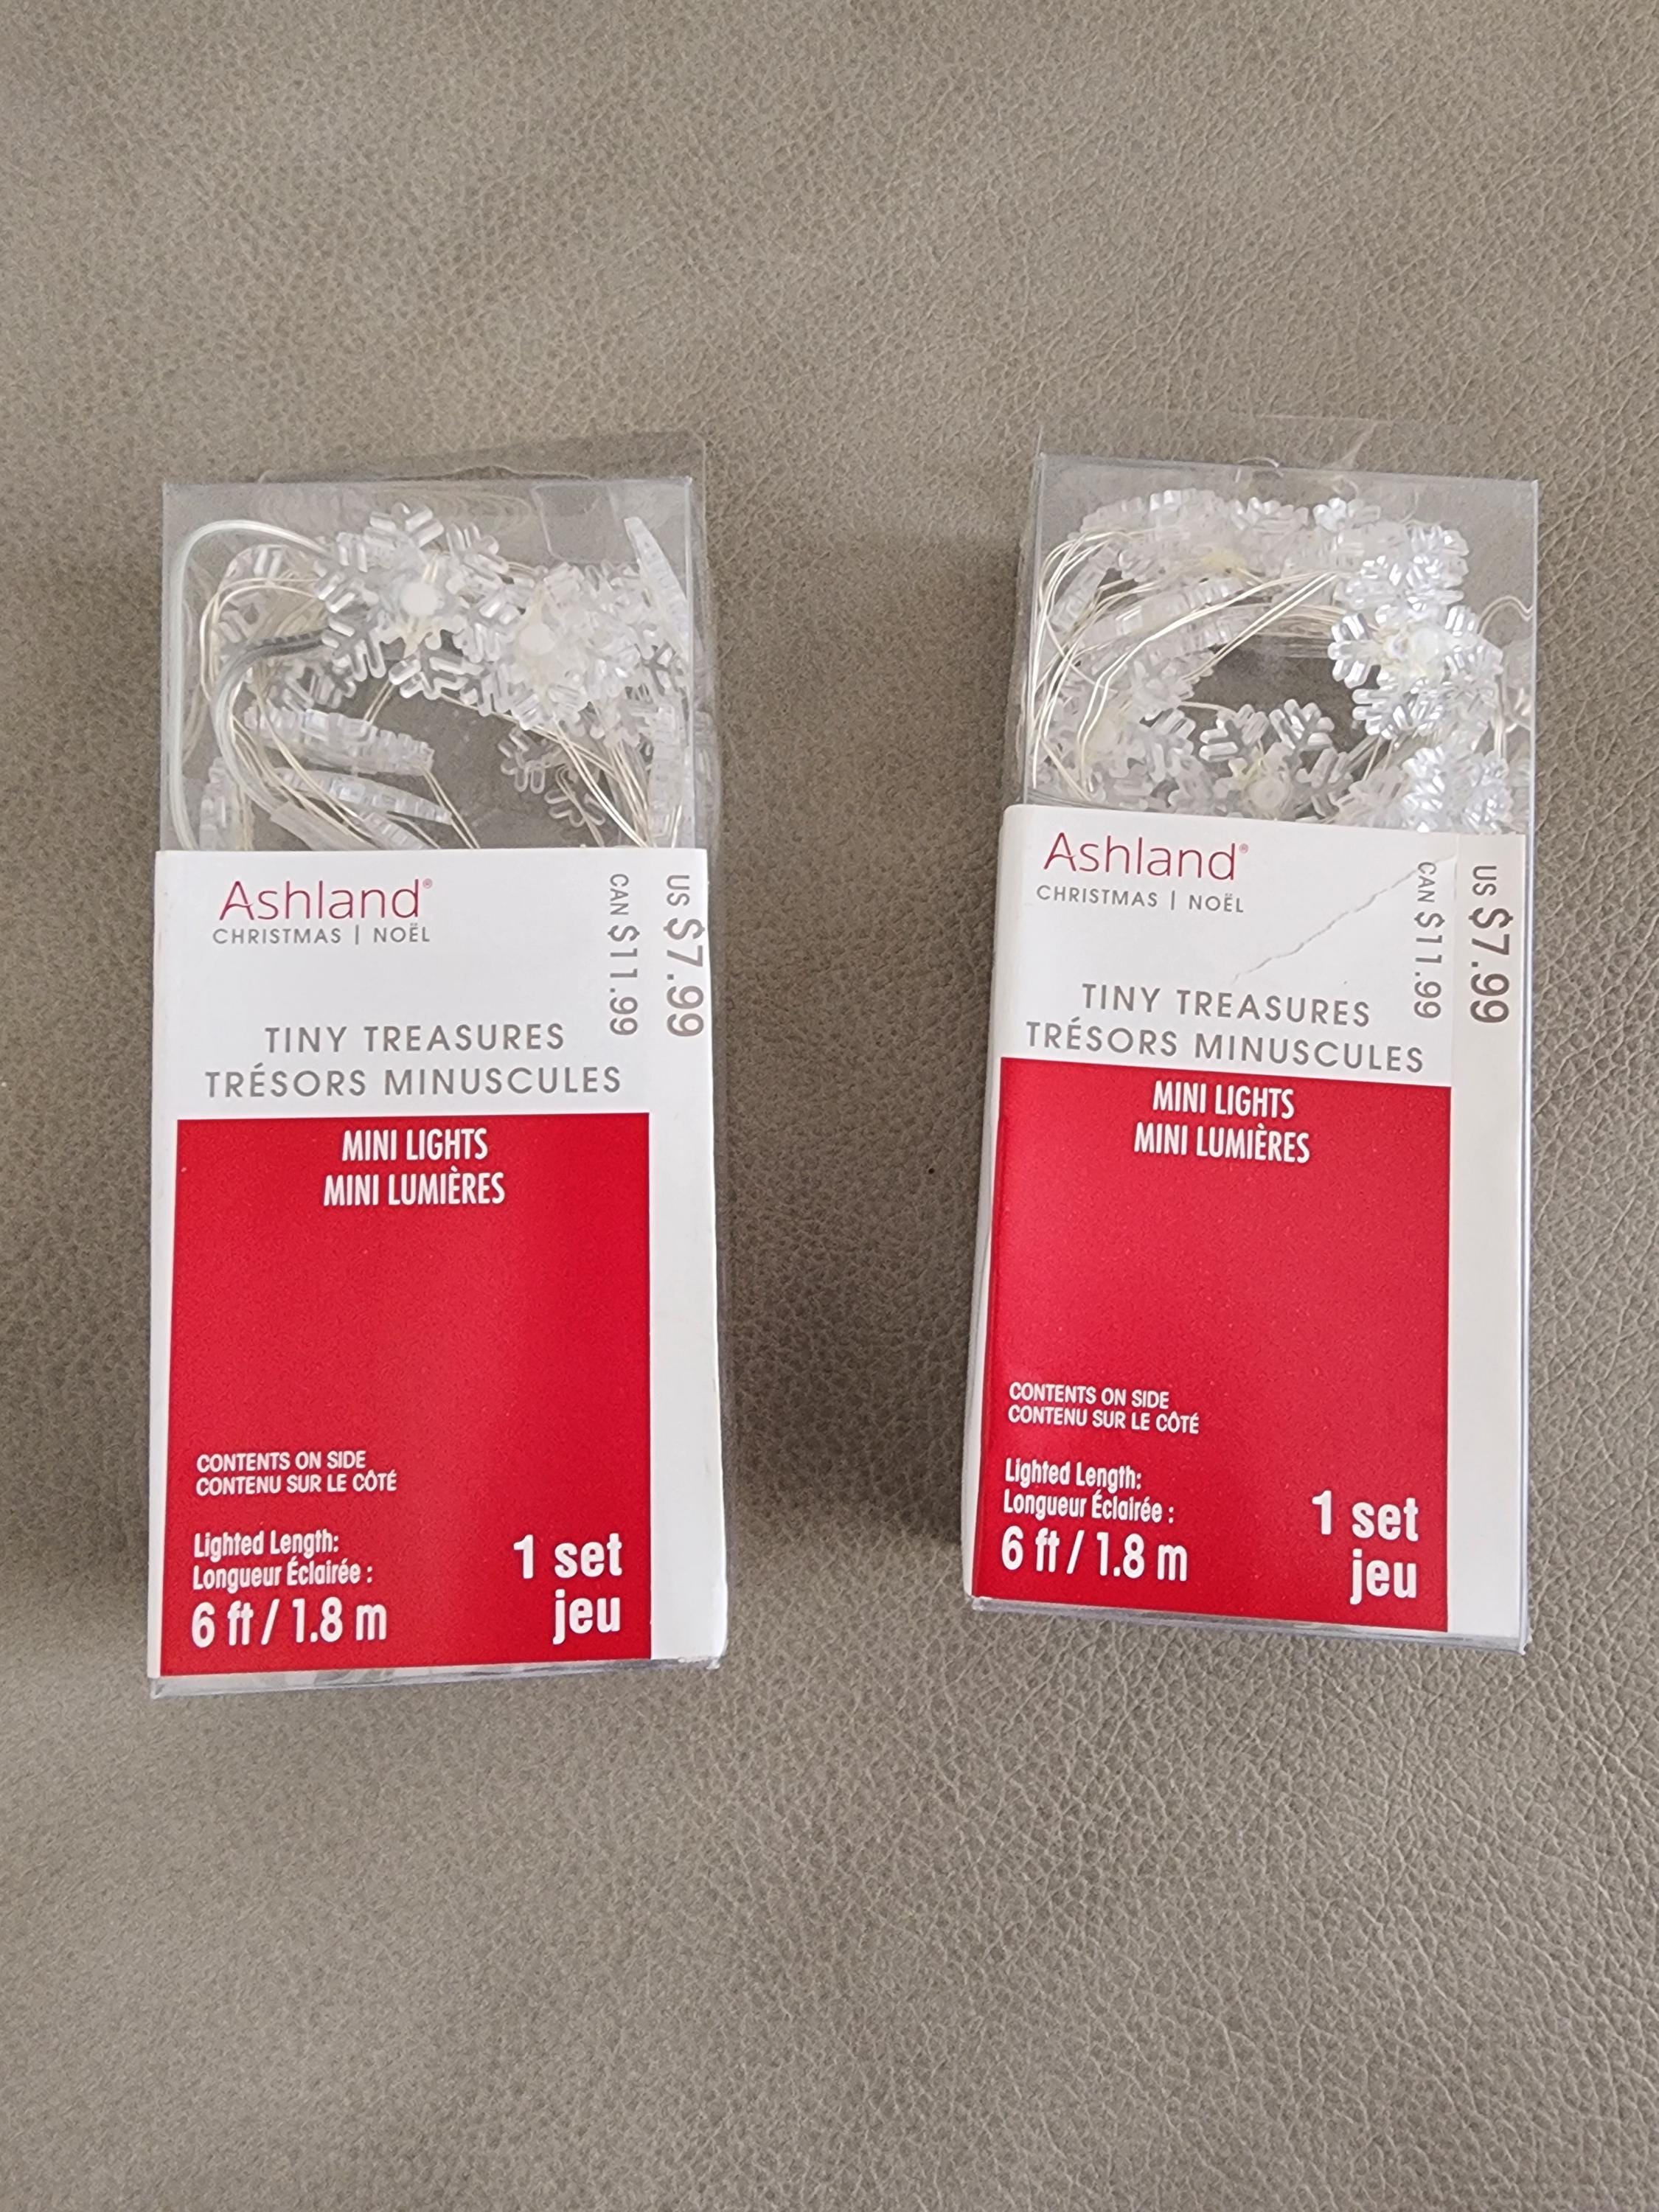 Ashland®
CHRISTMAS | NOËL
CAN $11.99
US $7.99
TINY TREASURES
TRÉSORS MINUSCULES
MINI LIGHTS
MINI LUMIÈRES
CONTENTS ON SIDE
CONTENU SUR LE CÔTÉ
Lighted Length:
Longueur Éclairée :
6 ft / 1.8 m
1 set
jeu
Ashland®
CHRISTMAS | NOËL
CAN $11.99
US $7.99
TINY TREASURES
TRÉSORS MINUSCULES
MINI LIGHTS
MINI LUMIÈRES
CONTENTS ON SIDE
CONTENU SUR LE CÔTÉ
Lighted Length:
Longueur Éclairée :
6 ft / 1.8 m
1 set
jeu